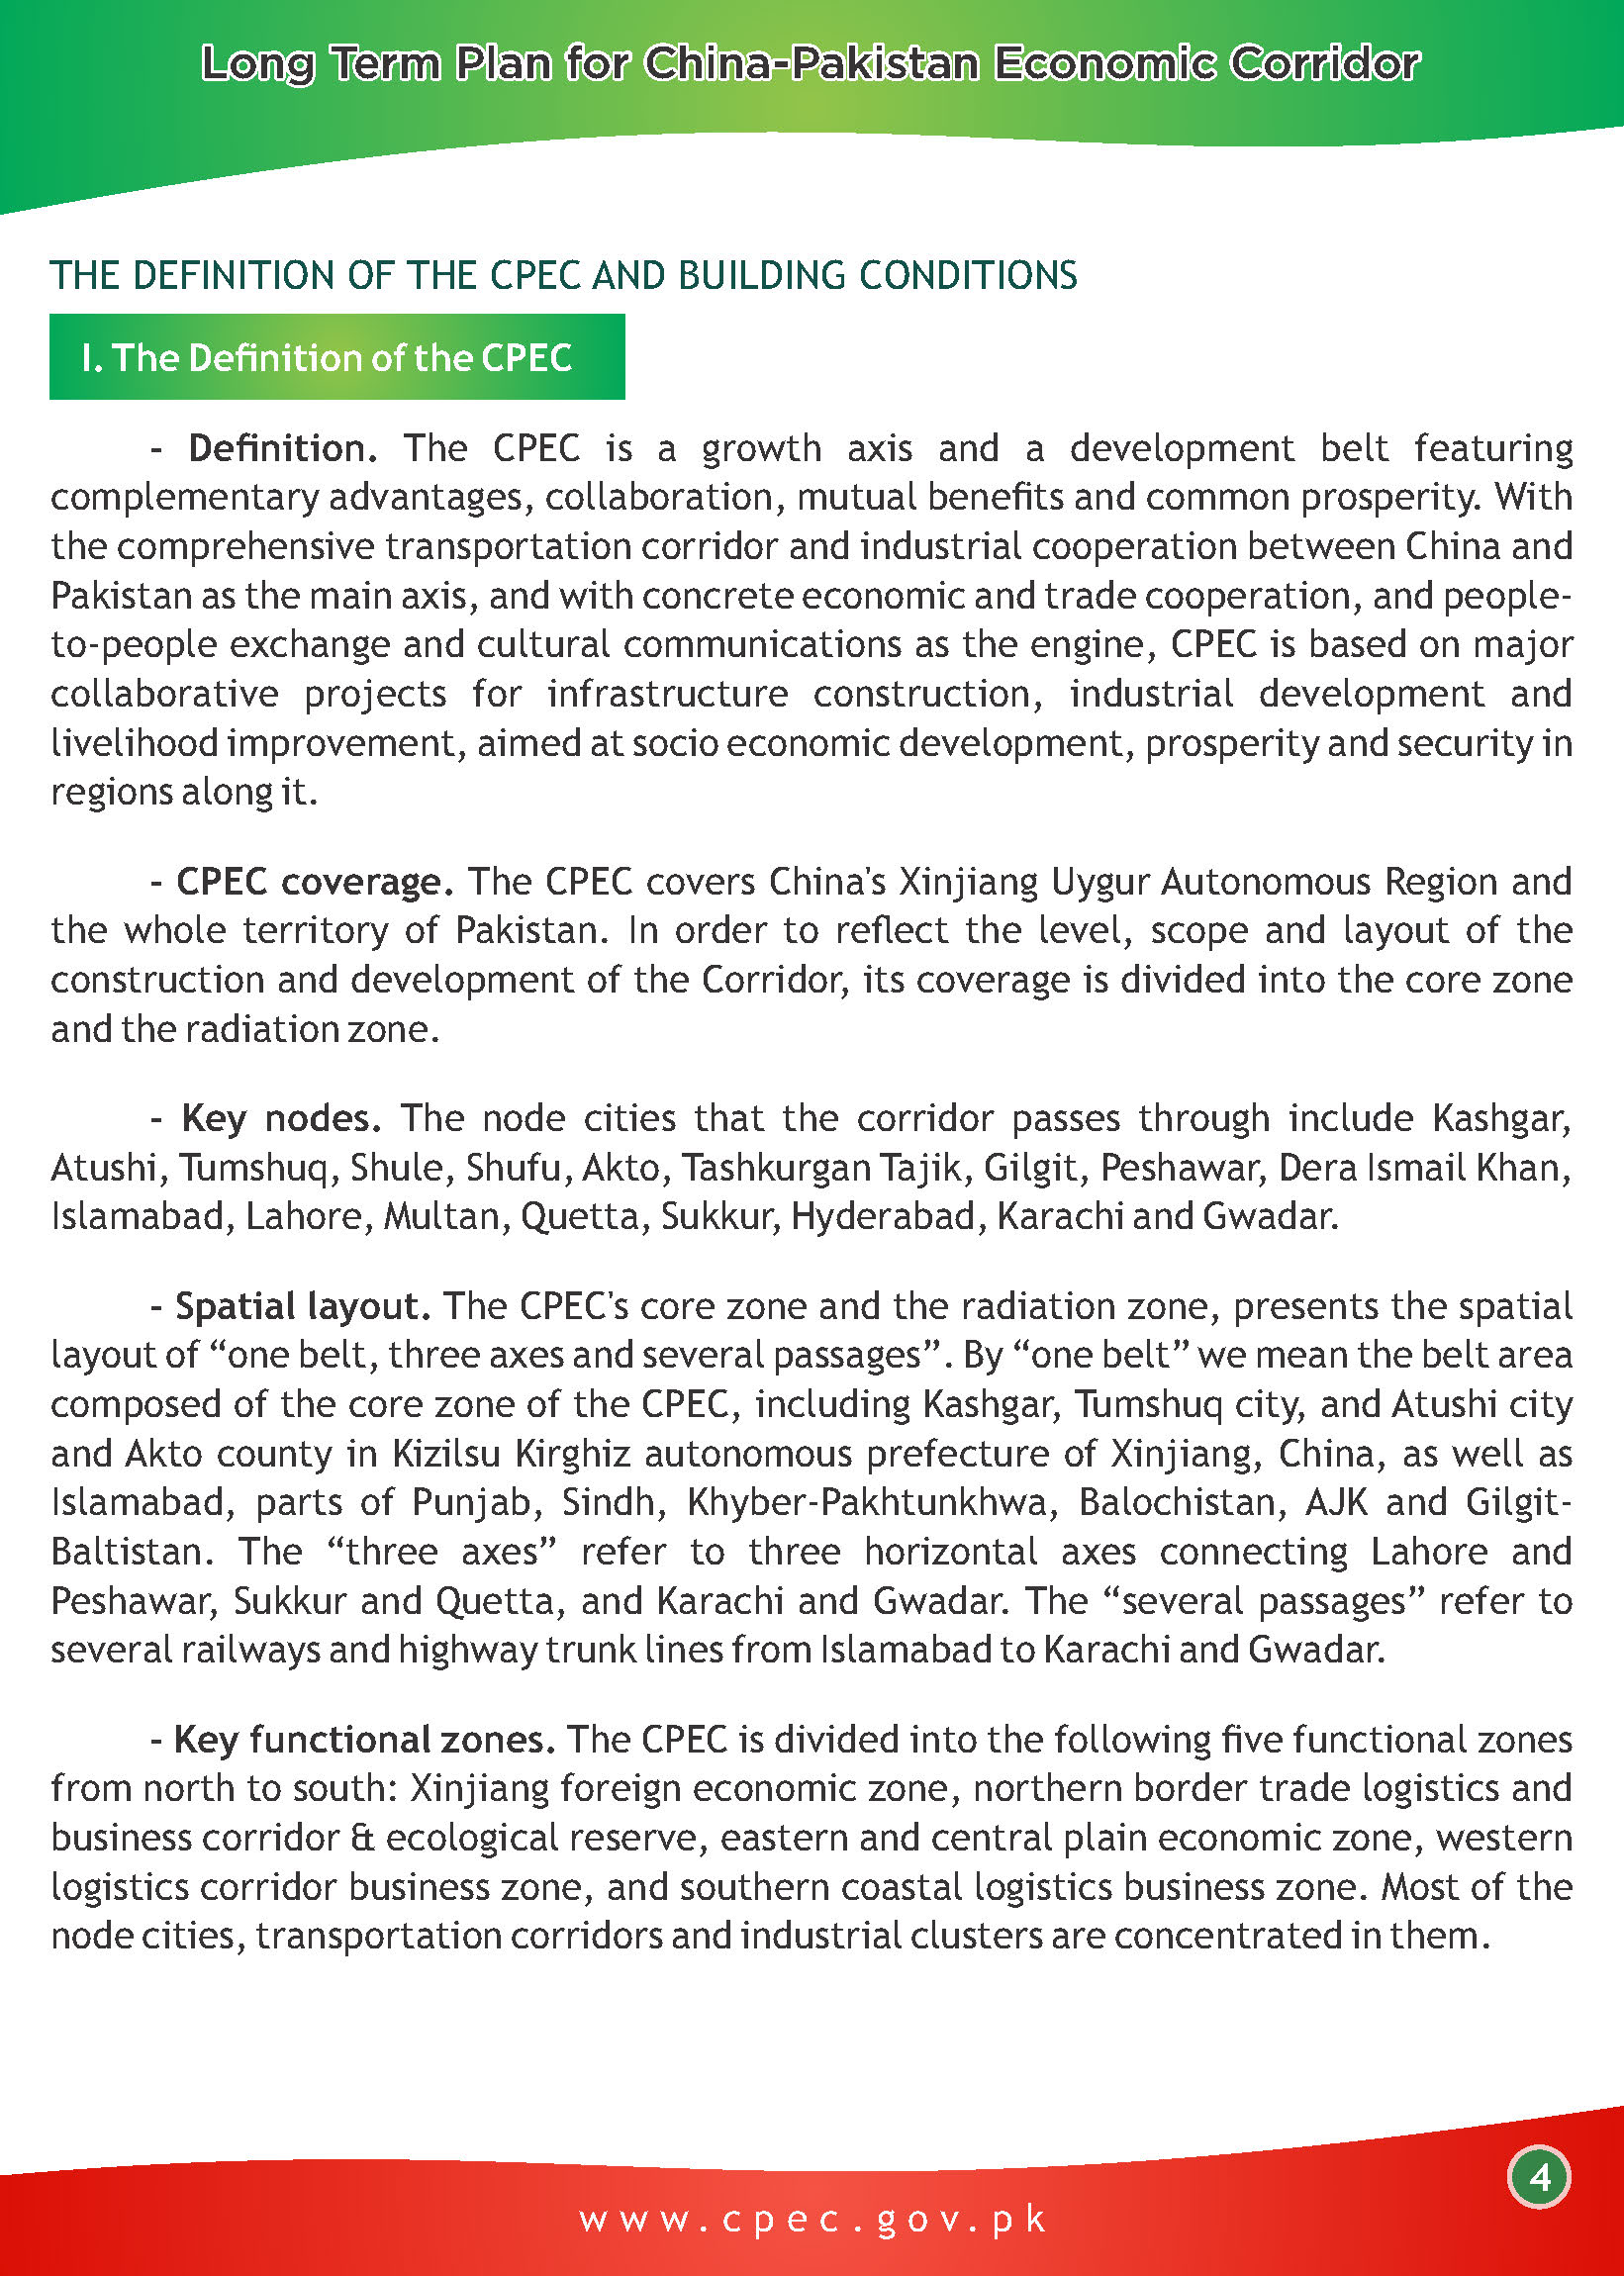 Long Term Plan for China-Pakistan Economic Corridor
THE DEFINITION OF THE CPEC AND BUILDING CONDITIONS
I. The Definition of the CPEC
- Definition. The CPEC is a growth axis and a development belt featuring
complementary advantages, collaboration, mutual benefits and common prosperity. With
the comprehensive transportation corridor and industrial cooperation between China and
Pakistan as the main axis, and with concrete economic and trade cooperation, and people-
to-people exchange and cultural communications as the engine, CPEC is based on major
collaborative projects for infrastructure construction, industrial development and
livelihood improvement, aimed at socio economic development, prosperity and security in
regions along it.
- CPEC coverage. The CPEC covers China's Xinjiang Uygur Autonomous Region and
the whole territory of Pakistan. In order to reflect the level, scope and layout of the
construction and development of the Corridor, its coverage is divided into the core zone
and the radiation zone.
- Key nodes. The node cities that the corridor passes through include Kashgar,
Atushi, Tumshuq, Shule, Shufu, Akto, Tashkurgan Tajik, Gilgit, Peshawar, Dera Ismail Khan,
Islamabad, Lahore, Multan, Quetta, Sukkur, Hyderabad, Karachi and Gwadar.
- Spatial layout. The CPEC's core zone and the radiation zone, presents the spatial
layout of “one belt, three axes and several passages”. By “one belt” we mean the belt area
composed of the core zone of the CPEC, including Kashgar, Tumshuq city, and Atushi city
and Akto county in Kizilsu Kirghiz autonomous prefecture of Xinjiang, China, as well as
Islamabad, parts of Punjab, Sindh, Khyber-Pakhtunkhwa, Balochistan, AJK and Gilgit-
Baltistan. The “three axes” refer to three horizontal axes connecting Lahore and
Peshawar, Sukkur and Quetta, and Karachi and Gwadar. The “several passages” refer to
several railways and highway trunk lines from Islamabad to Karachi and Gwadar.
- Key functional zones. The CPEC is divided into the following five functional zones
from north to south: Xinjiang foreign economic zone, northern border trade logistics and
business corridor & ecological reserve, eastern and central plain economic zone, western
logistics corridor business zone, and southern coastal logistics business zone. Most of the
node cities, transportation corridors and industrial clusters are concentrated in them.
4
www.cpec.gov.pk